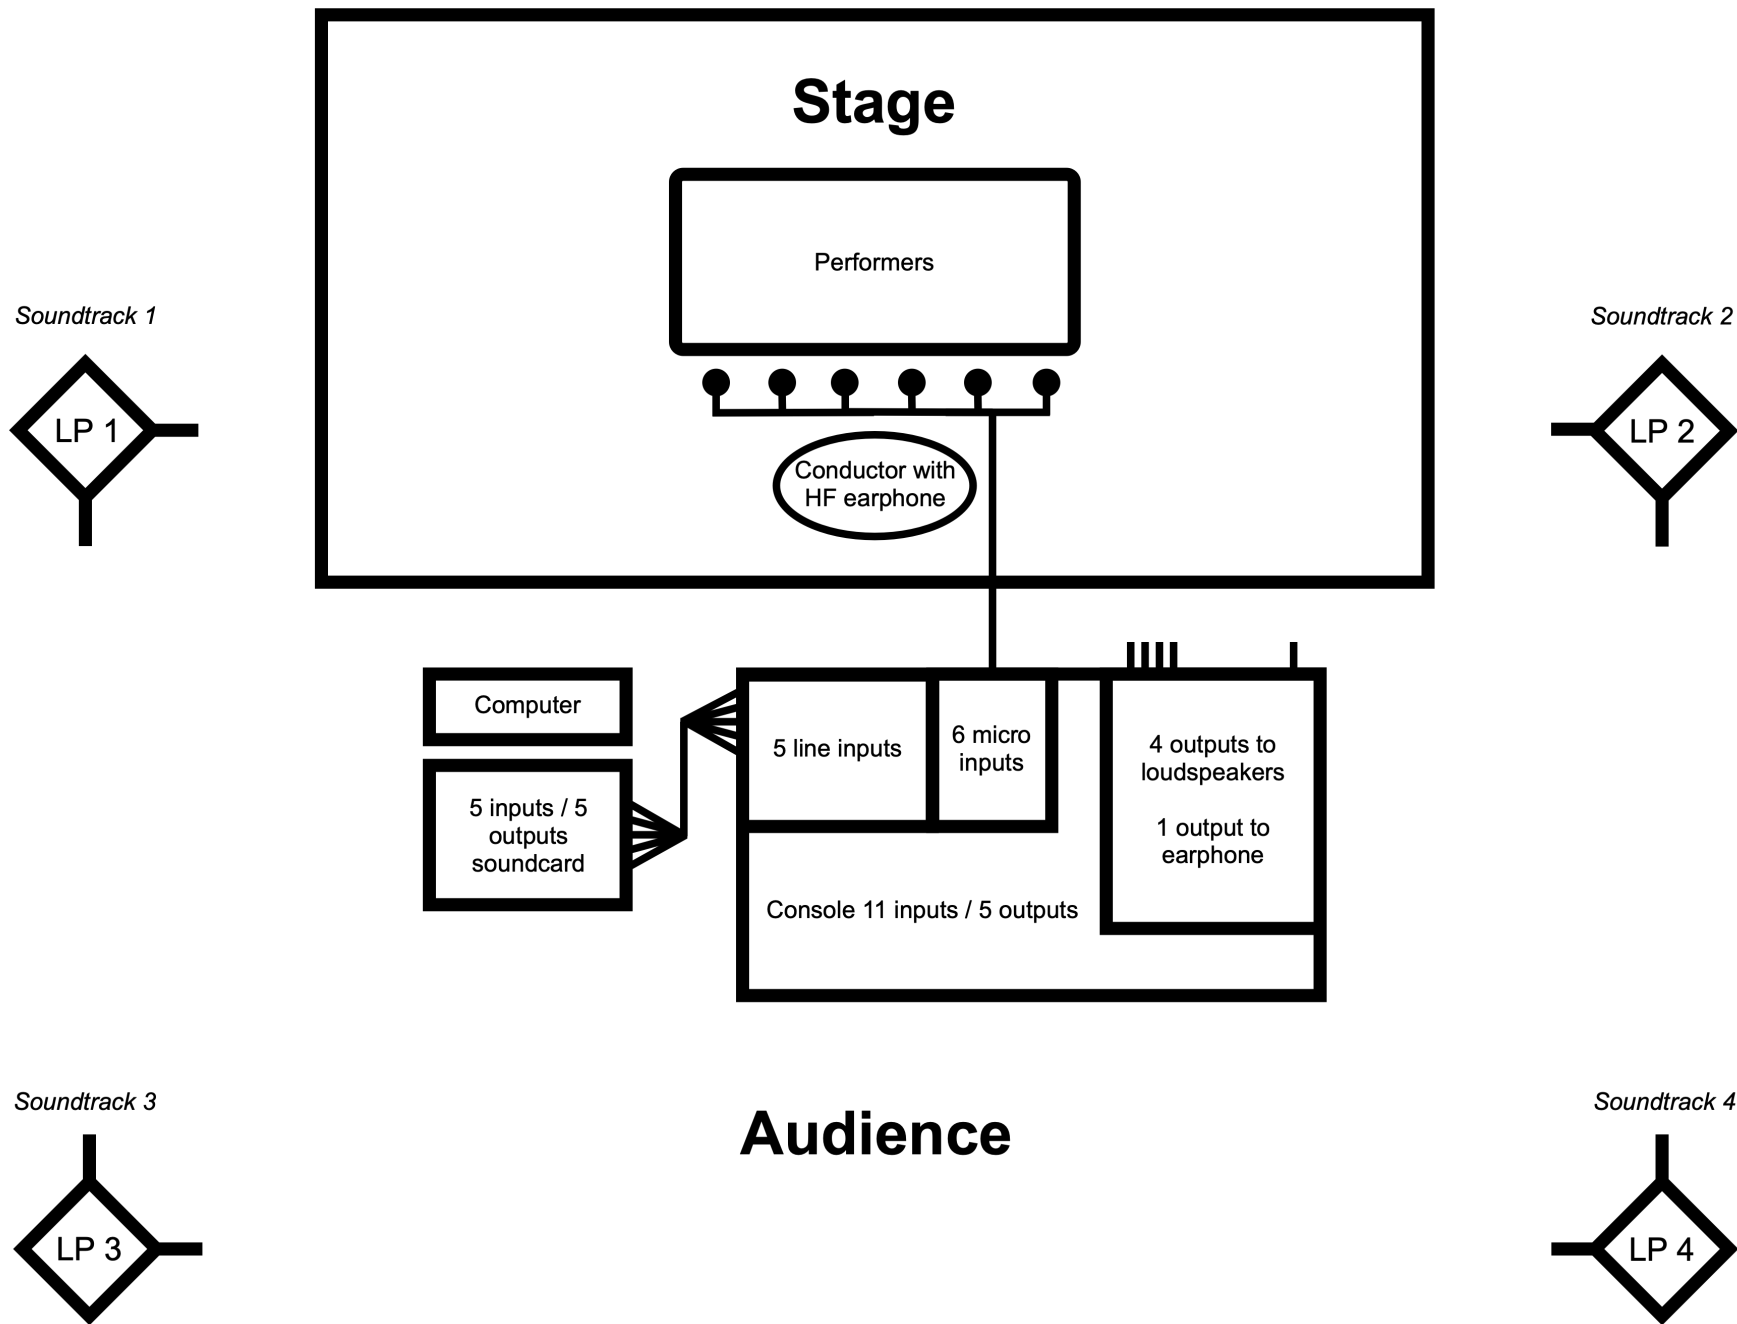 Stage
Performers
Soundtrack 1
Soundtrack 2
LP 1
LP 2
Conductor with
HF earphone
Computer
5 line inputs
6 micro
inputs
4 outputs to
loudspeakers
1 output to
earphone
5 inputs / 5
outputs
soundcard
Console 11 inputs / 5 outputs
Soundtrack 3
Soundtrack 4
Audience
LP 3
LP 4